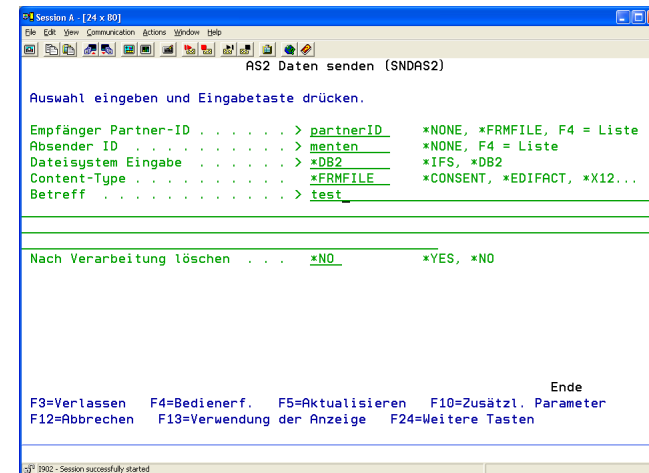 Session A - [24 x 80]
File Edit View Communication Actions Window Help
AS2 Daten senden (SNDAS2)
Auswahl eingeben und Eingabetaste drücken.
Empfänger Partner-ID . . . . . . > partnerID *NONE, *FRMFILE, F4 = Liste
Absender ID . . . . . . . . . . > menten *NONE, F4 = Liste
Dateisystem Eingabe . . . . . . > *DB2 *IFS, *DB2
Content-Type . . . . . . . . . . *FRMFILE *CONSENT, *EDIFACT, *X12...
Betreff . . . . . . . . . . . . > test
Nach Verarbeitung löschen . . . *NO *YES, *NO
Ende
F3=Verlassen F4=Bedienerf. F5=Aktualisieren F10=Zusätzl. Parameter
F12=Abbrechen F13=Verwendung der Anzeige F24=Weitere Tasten
I902 - Session successfully started